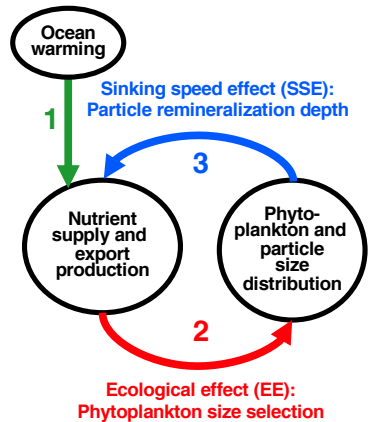 Ocean
warming
1
Sinking speed effect (SSE):
Particle remineralization depth
3
Nutrient
supply and
export
production
Phyto-
plankton and
particle
size
distribution
2
Ecological effect (EE):
Phytoplankton size selection